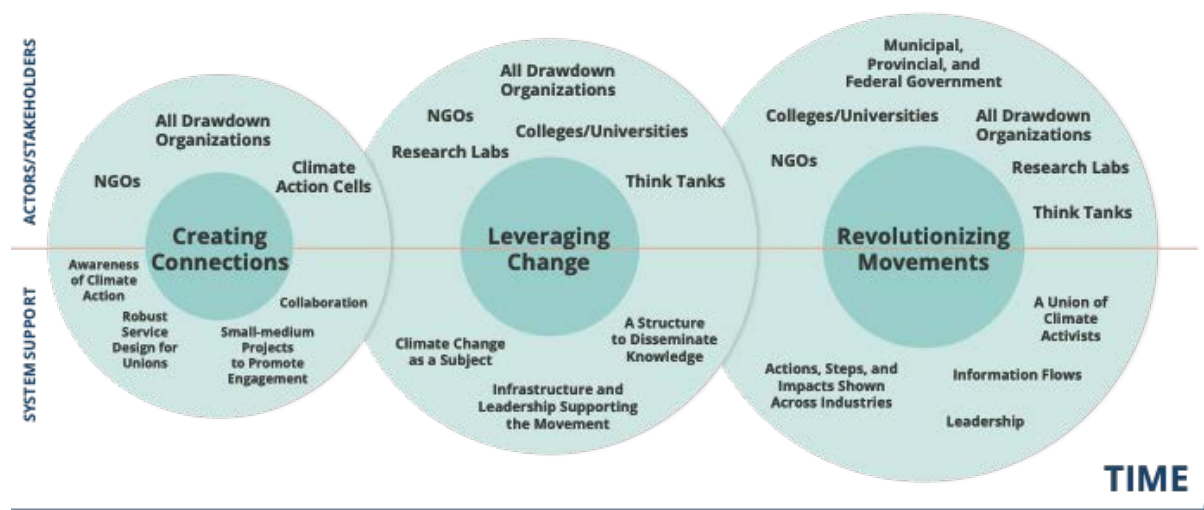 ACTORS/STAKEHOLDERS
SYSTEM SUPPORT
All Drawdown
Organizations
NGOs
Climate
Action Cells
Creating
Connections
Awareness
of Climate
Action
Robust
Service
Design for
Unions
Small-medium
Projects
to Promote
Engagement
Collaboration
All Drawdown
Organizations
NGOs
Colleges/Universities
Research Labs
Think Tanks
Leveraging
Change
Climate Change
as a Subject
A Structure
to Disseminate
Knowledge
Infrastructure and
Leadership Supporting
the Movement
Municipal,
Provincial, and
Federal Government
Colleges/Universities
All Drawdown
Organizations
NGOs
Research Labs
Think Tanks
Revolutionizing
Movements
A Union of
Climate
Activists
Actions, Steps, and
Impacts Shown
Across Industries
Information Flows
Leadership
TIME